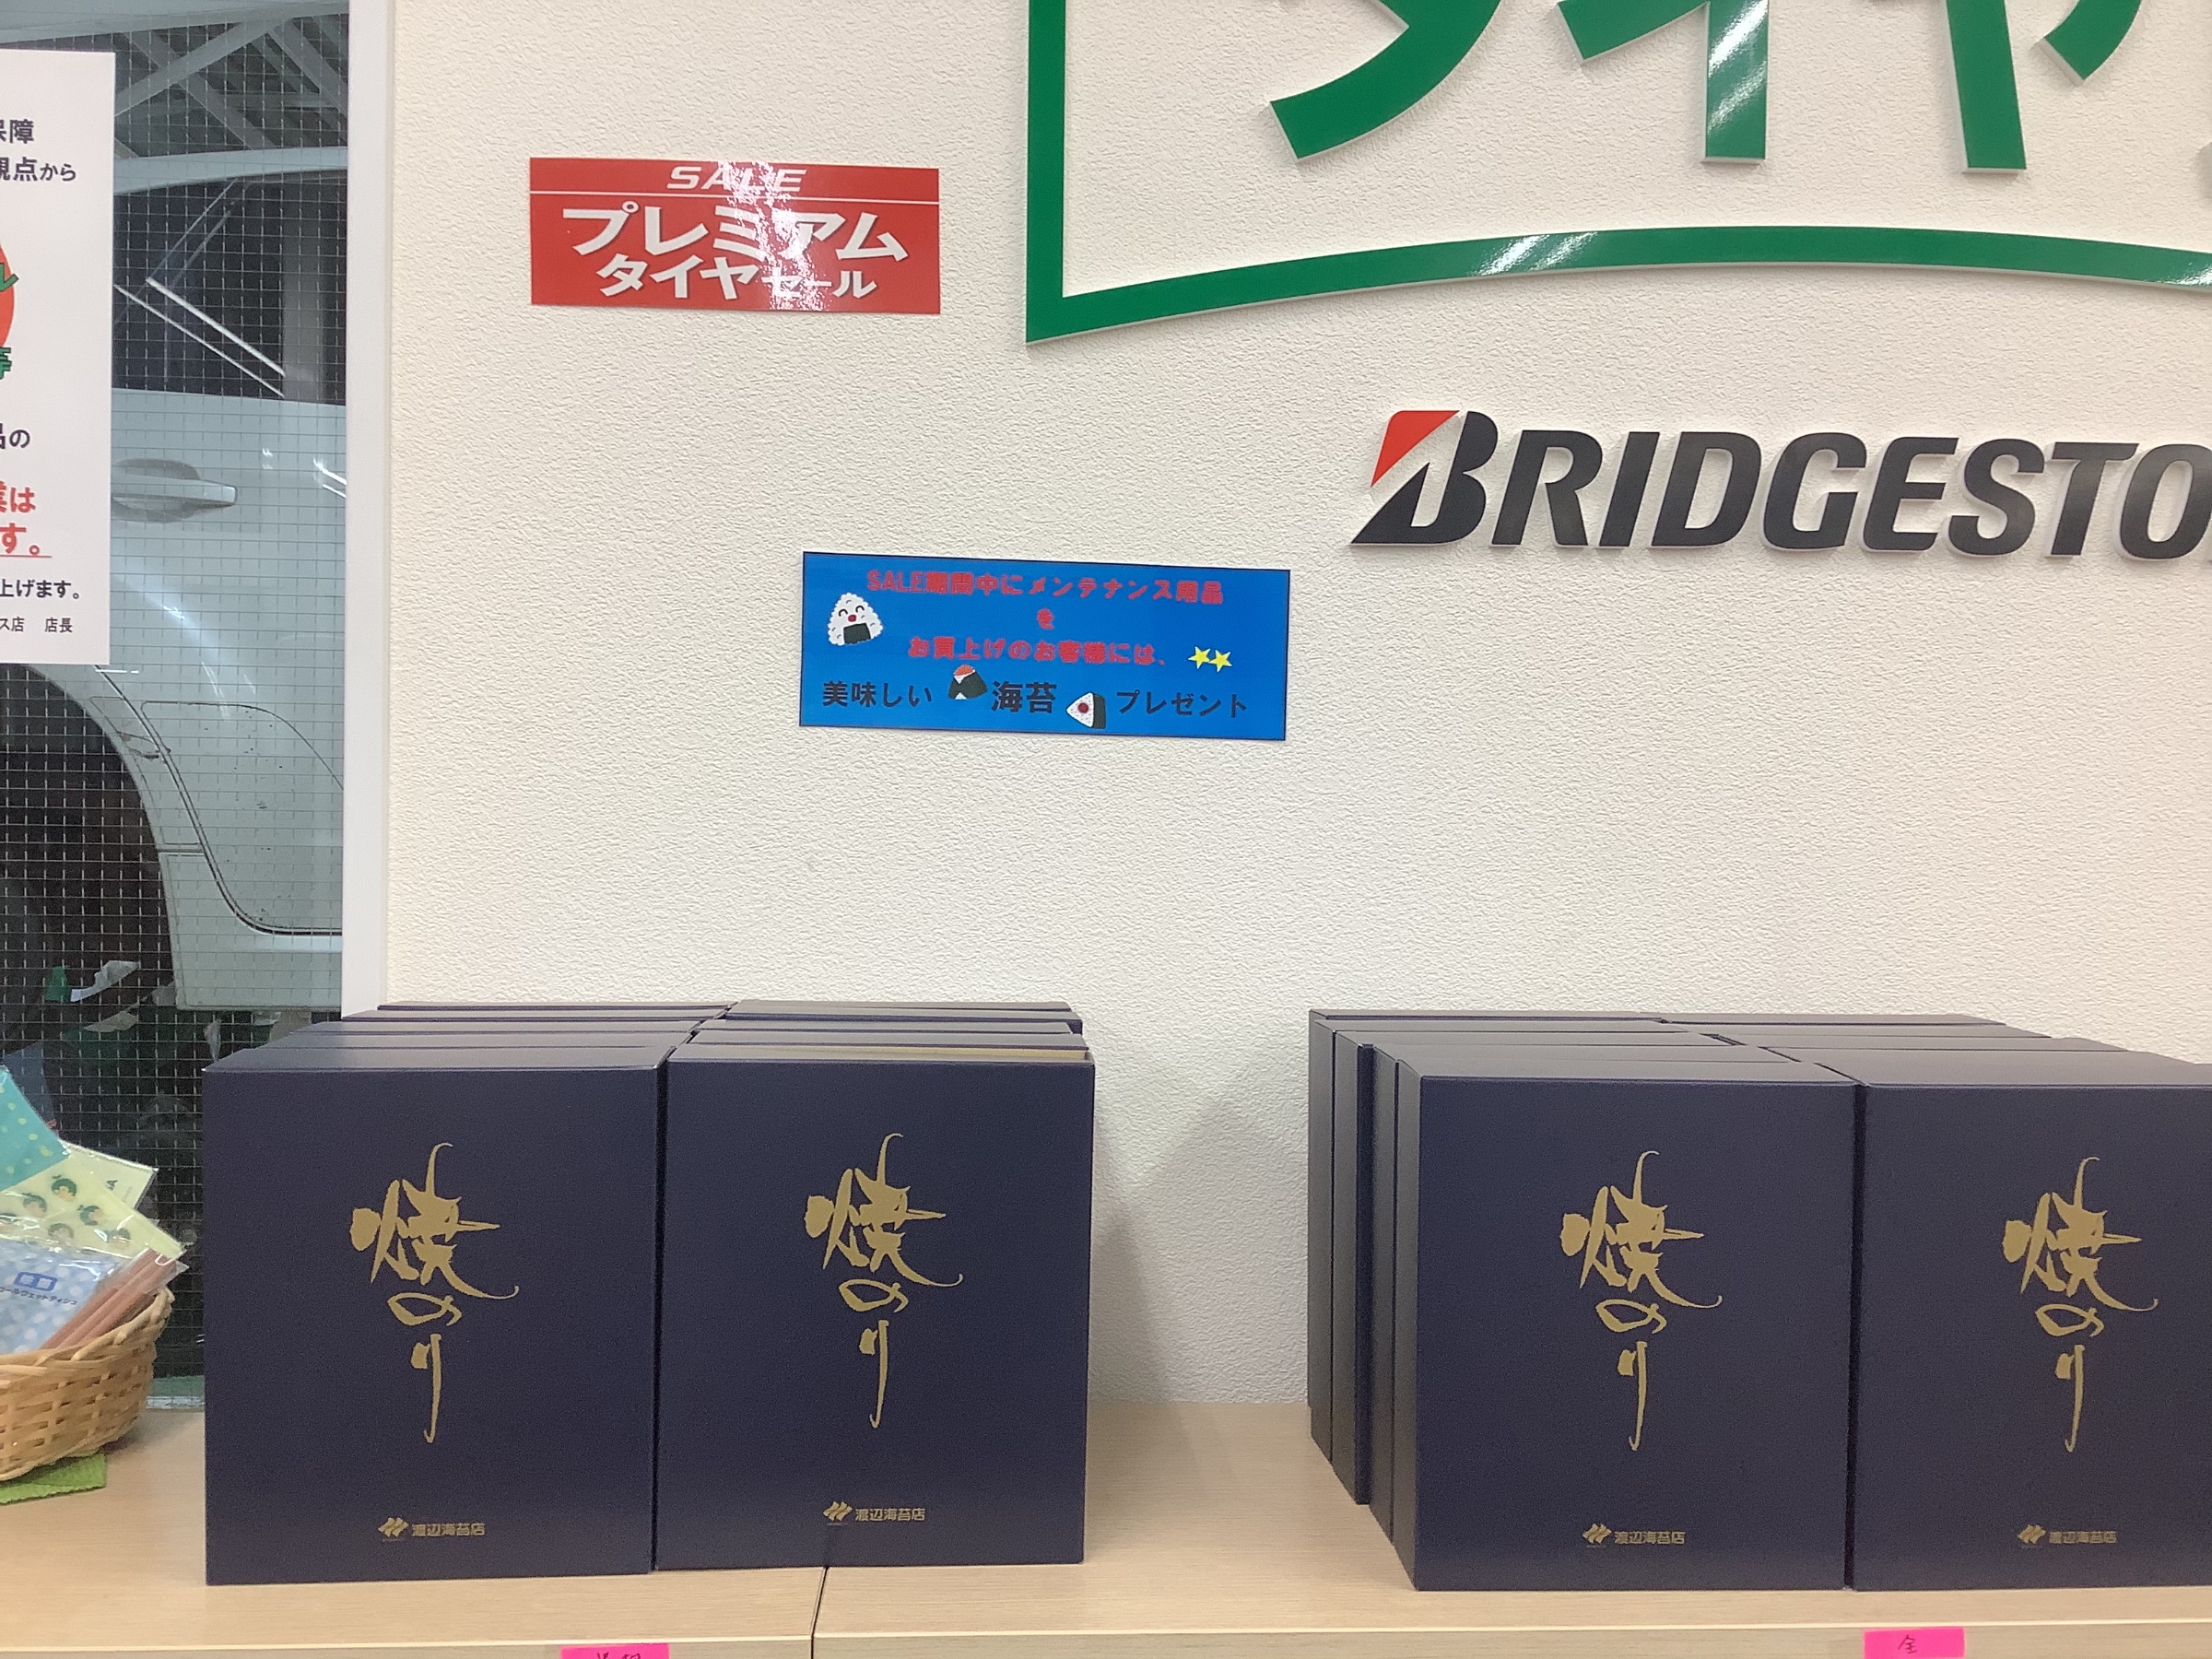 障
観点から
品の
は
す。
上げます。
ス店 店長
SALE
プレミアム
タイヤセール
タイヤ
BRIDGESTO
SALE期間中にメンテナンス用品
を
お買上げのお客様には、
美味しい 海苔 プレゼント
焼のり
渡辺海苔店
焼のり
渡辺海苔店
焼のり
渡辺海苔店
焼のり
渡辺海苔店
全